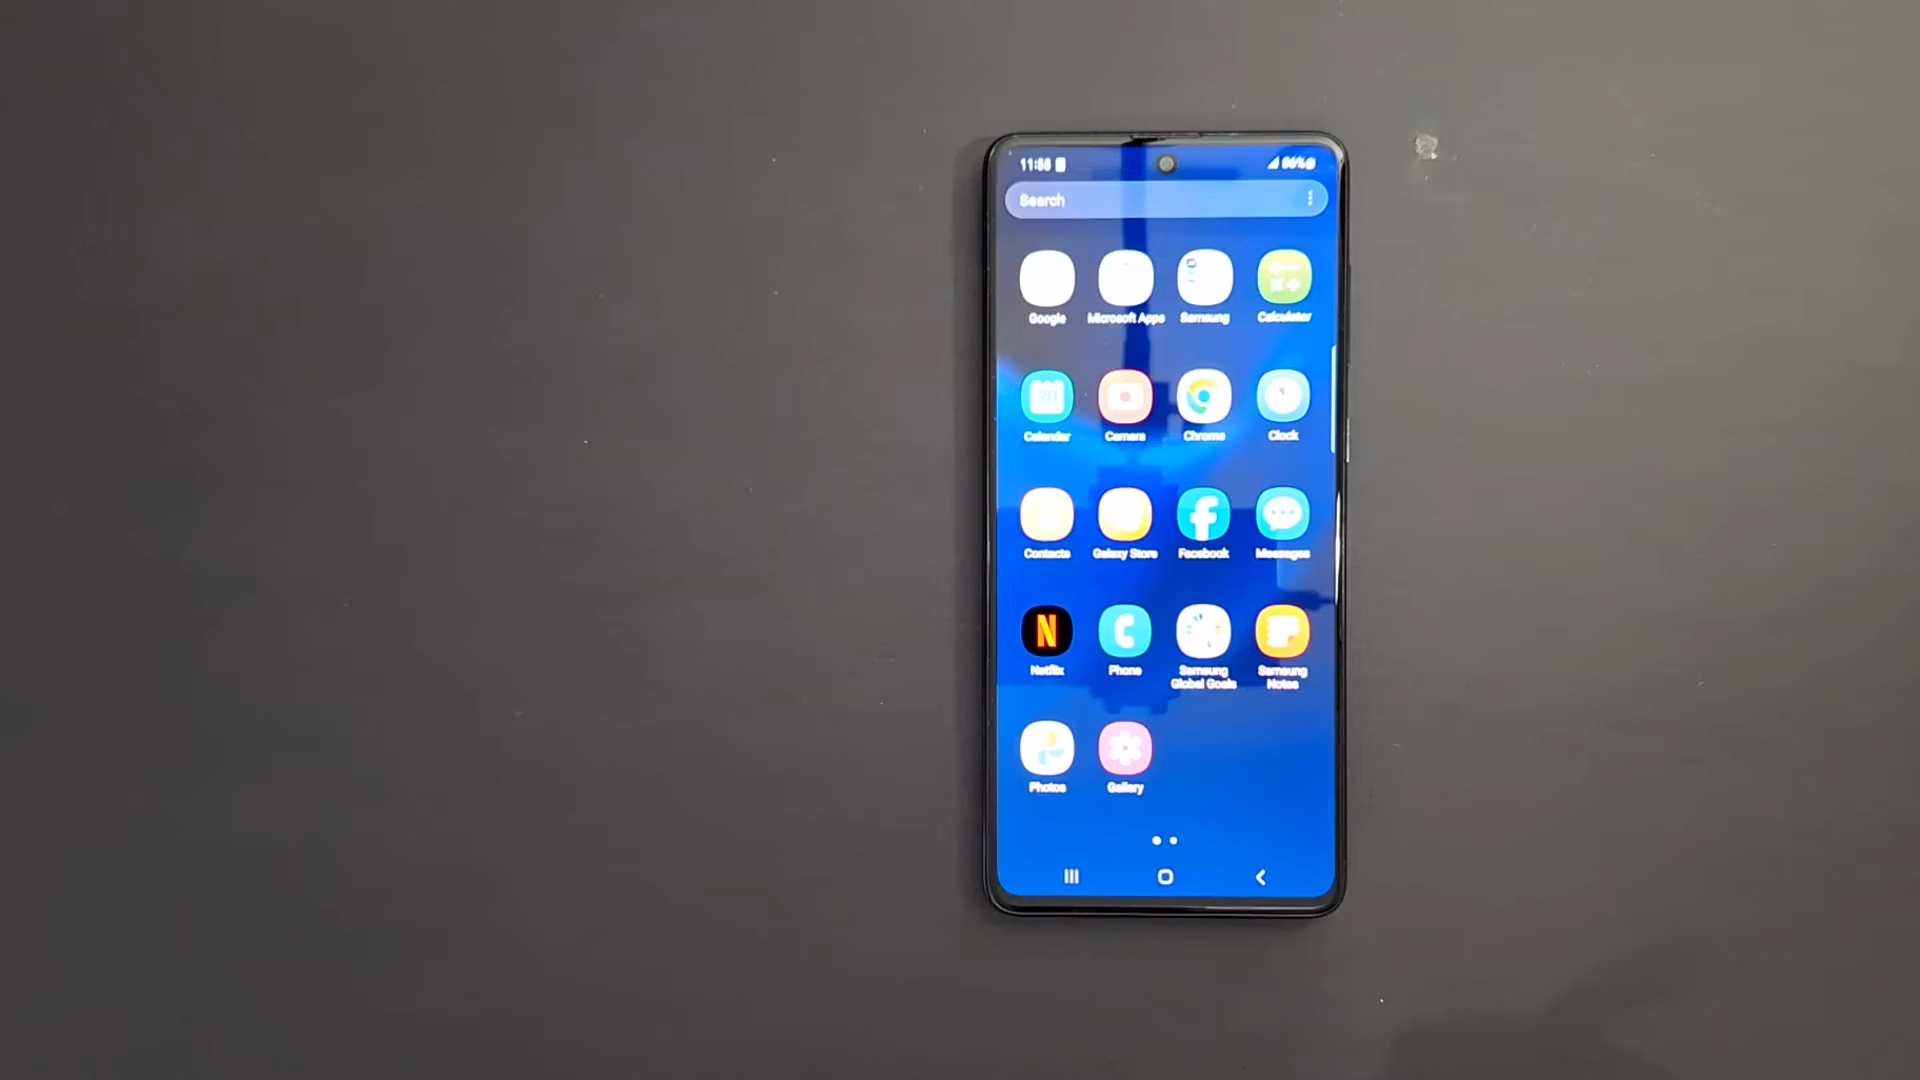 Search
Google
Microsoft Apps
Samsung
Calculator
Calendar
Camera
Chrome
Clock
Contacts
Galaxy Store
Facebook
Messages
N
Netflix
Phone
Samsung
Global Goals
Samsung
Notes
Photos
Gallery